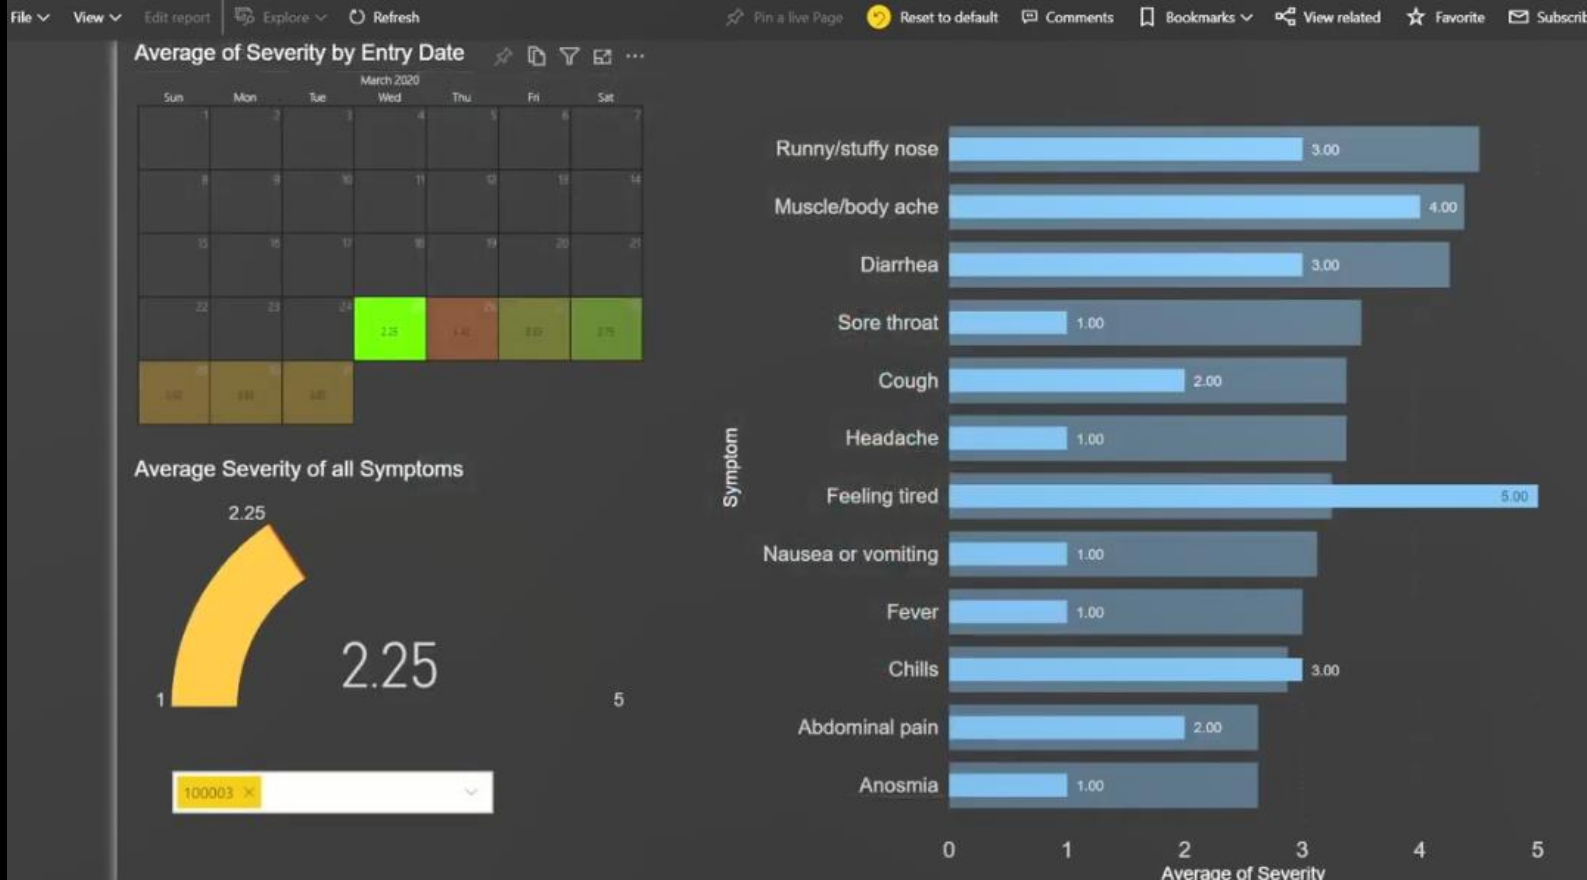 File View Edit report Explore Refresh Pin a live Page Reset to default Comments Bookmarks View related Favorite Subscrib
Average of Severity by Entry Date
March 2020
Sun Mon Tue Wed Thu Fri Sat
1 2 3 4 5 6 7
8 9 10 11 12 13 14
15 16 17 18 19 20 21
22 23 24
2.25 2.75
Average Severity of all Symptoms
2.25
2.25
1 5
100003
Symptom
Runny/stuffy nose 3.00
Muscle/body ache 4.00
Diarrhea 3.00
Sore throat 1.00
Cough 2.00
Headache 1.00
Feeling tired 5.00
Nausea or vomiting 1.00
Fever 1.00
Chills 3.00
Abdominal pain 2.00
Anosmia 1.00
0 1 2 3 4 5
Average of Severity